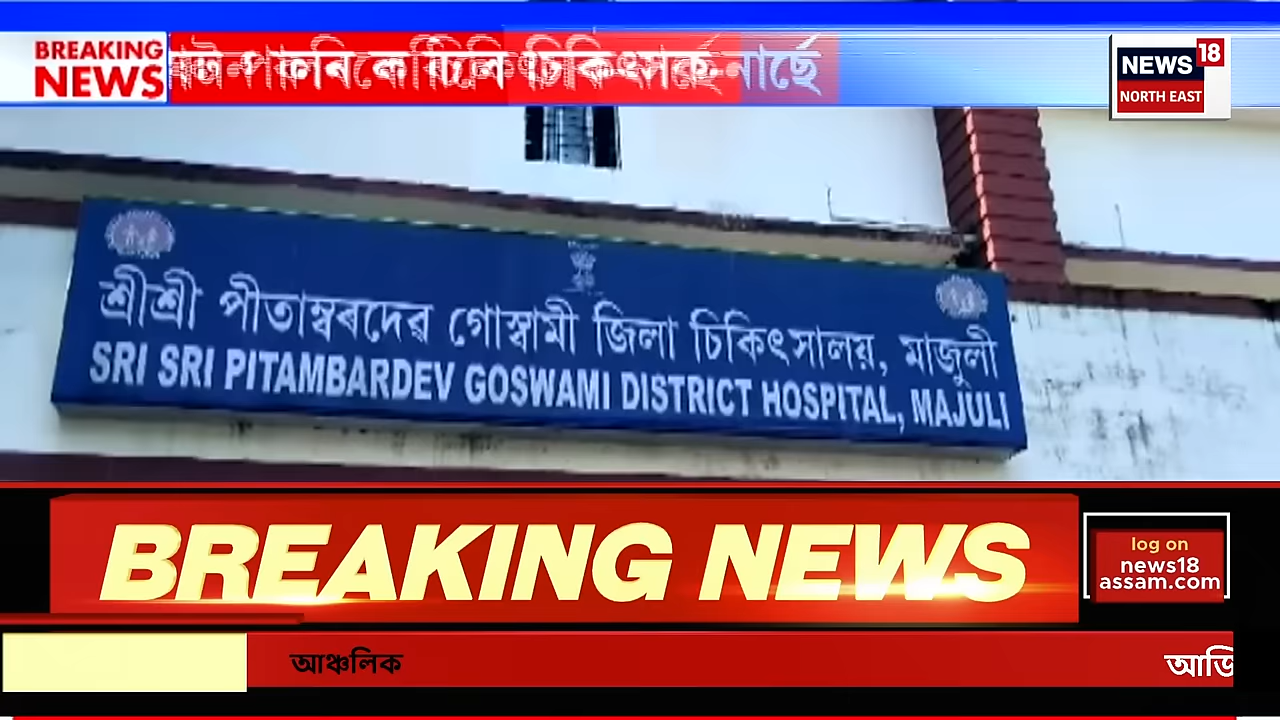 BREAKING
NEWS
NEWS 18
NORTH EAST
শ্ৰীশ্ৰী পীতাম্বৰদেৱ গোস্বামী জিলা চিকিৎসালয়, মাজুলী
SRI SRI PITAMBARDEV GOSWAMI DISTRICT HOSPITAL, MAJULI
BREAKING NEWS
log on
news18
assam.com
আঞ্চলিক